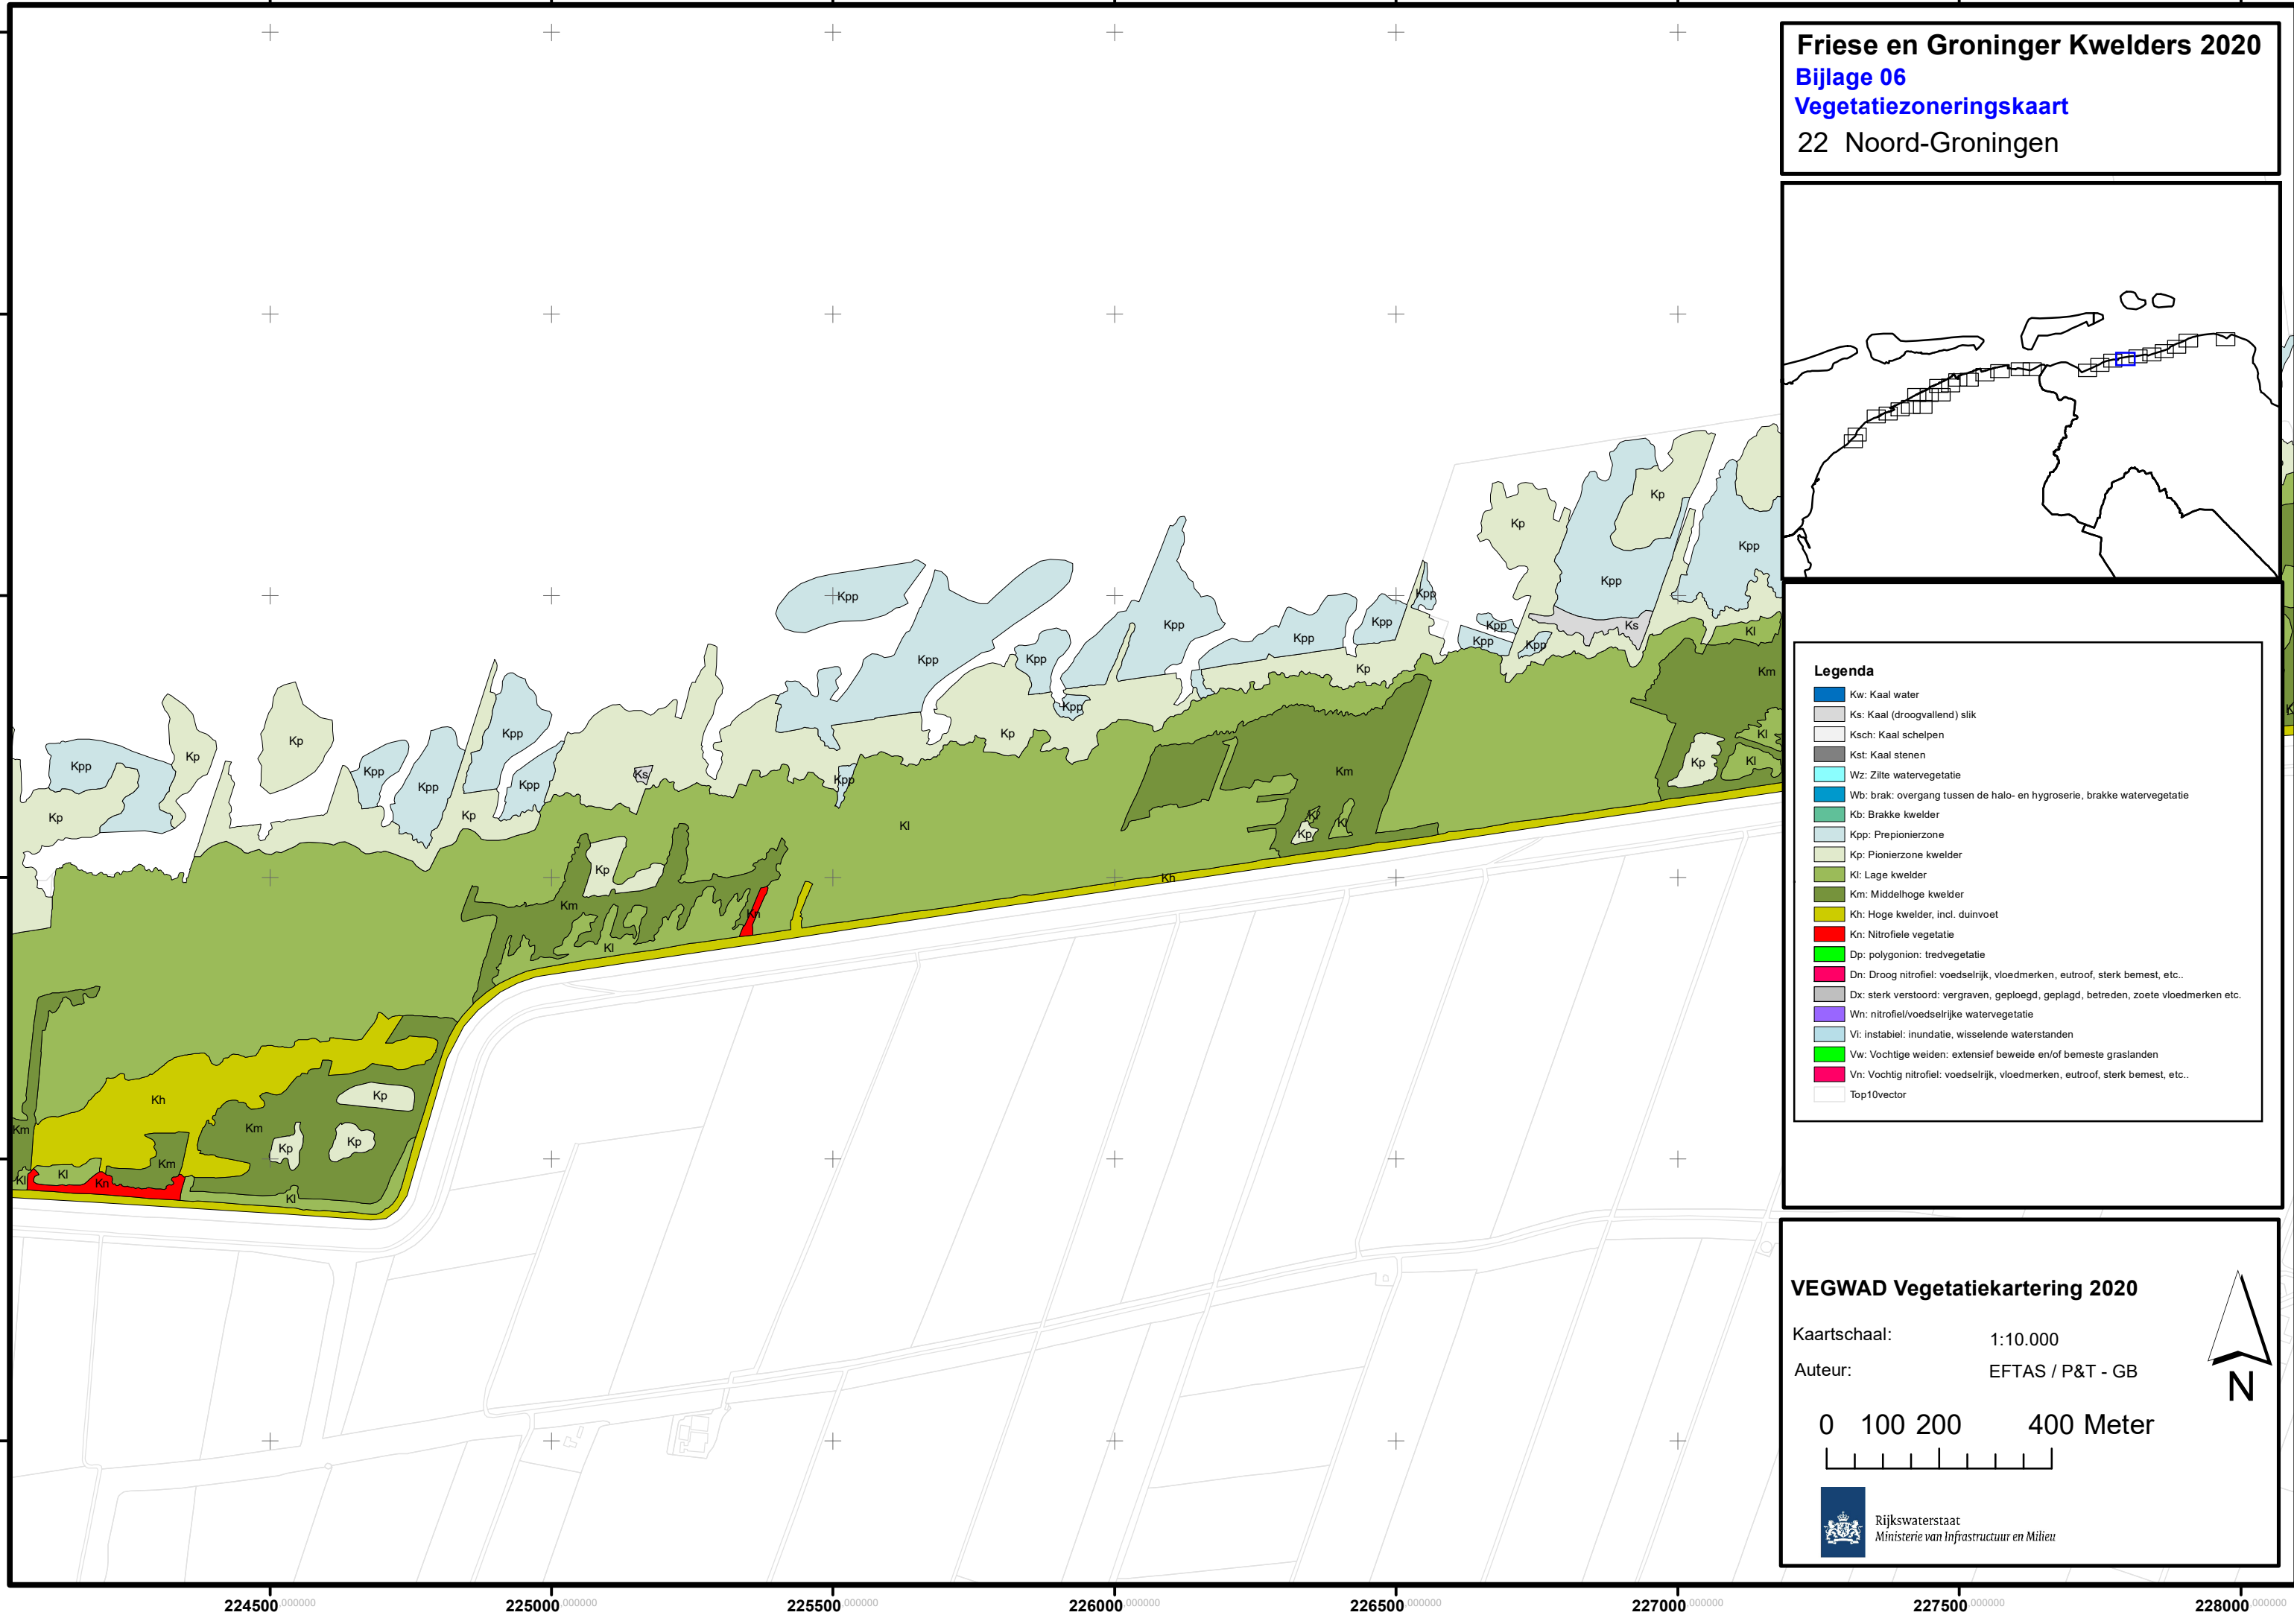 Friese en Groninger Kwelders 2020
Bijlage 06
Vegetatiezoneringskaart
22 Noord-Groningen
Kp
Kp
Kpp
Kpp
Kpp
Ks
Kl
Km
Kpp
Kpp
Kpp
Kpp
Kpp
Kpp
Kpp
Kpp
Kpp
Kpp
Kp
Kpp
Kp
Kp
Kp
Kpp
Kpp
Kpp
Kpp
Kpp
Kp
Kp
Ks
Kpp
Kpp
Kl
Kp
Kl
Km
Kl
Kl
Kp
Kl
Kp
Km
Kn
Kh
Kl
Kp
Kh
Km
Km
Kp
Kp
Km
Kl
Kl
Kn
Kl
Legenda
Kw: Kaal water
Ks: Kaal (droogvallend) slik
Ksch: Kaal schelpen
Kst: Kaal stenen
Wz: Zilte watervegetatie
Wb: brak: overgang tussen de halo- en hygroserie, brakke watervegetatie
Kb: Brakke kwelder
Kpp: Prepionierzone
Kp: Pionierzone kwelder
Kl: Lage kwelder
Km: Middelhoge kwelder
Kh: Hoge kwelder, incl. duinvoet
Kn: Nitrofiele vegetatie
Dp: polygonion: tredvegetatie
Dn: Droog nitrofiel: voedselrijk, vloedmerken, eutroof, sterk bemest, etc..
Dx: sterk verstoord: vergraven, geploegd, geplagd, betreden, zoete vloedmerken etc.
Wn: nitrofiel/voedselrijke watervegetatie
Vi: instabiel: inundatie, wisselende waterstanden
Vw: Vochtige weiden: extensief beweide en/of bemeste graslanden
Vn: Vochtig nitrofiel: voedselrijk, vloedmerken, eutroof, sterk bemest, etc..
Top10vector
VEGWAD Vegetatiekartering 2020
Kaartschaal: 1:10.000
Auteur: EFTAS / P&T - GB
N
0 100 200 400 Meter
Rijkswaterstaat
Ministerie van Infrastructuur en Milieu
224500.000000 225000.000000 225500.000000 226000.000000 226500.000000 227000.000000 227500.000000 228000.000000